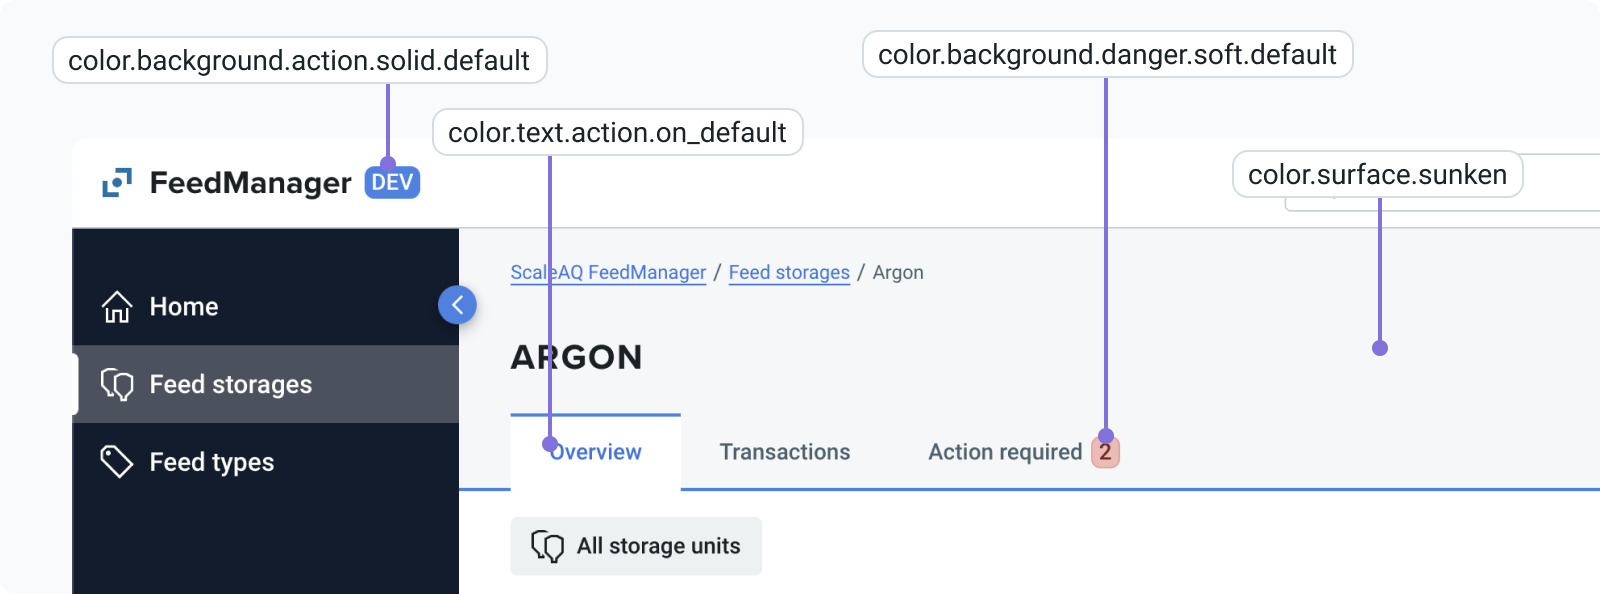 color.background.action.solid.default
color.background.danger.soft.default
color.text.action.on_default
color.surface.sunken
FeedManager DEV
ScaleAQ FeedManager / Feed storages / Argon
Home
ARGON
Feed storages
Overview Transactions Action required 2
Feed types
All storage units